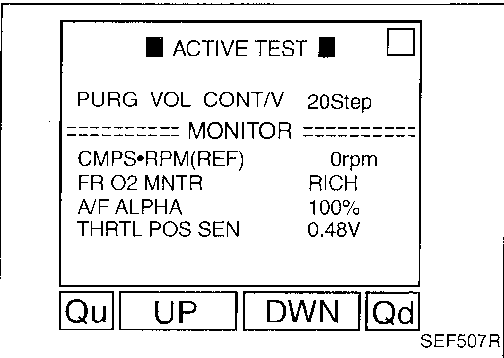 ■ ACTIVE TEST ■
PURG VOL CONT/V 20Step
========== MONITOR =========
CMPS•RPM(REF) 0rpm
FR O2 MNTR RICH
A/F ALPHA 100%
THRTL POS SEN 0.48V
Qu UP DWN Qd
SEF507R